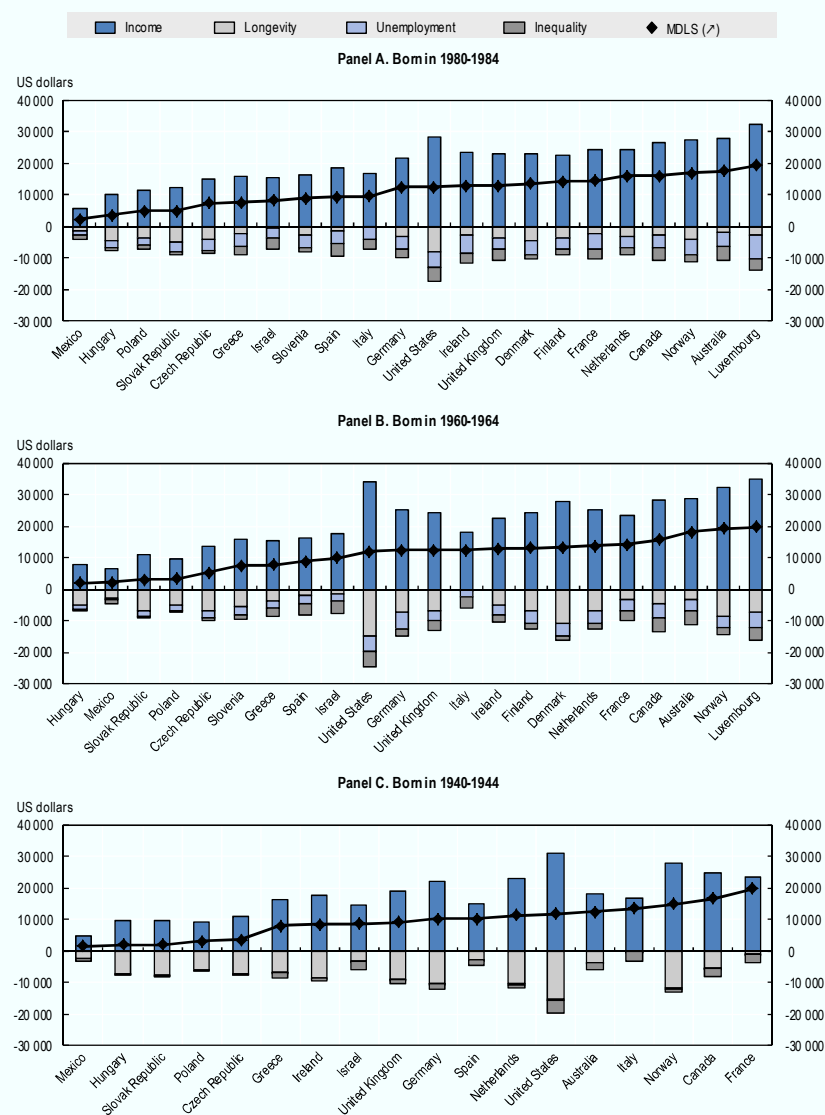 Income Longevity Unemployment Inequality MDLS (↗)
Panel A. Born in 1980-1984
US dollars
40 000 40 000
30 000 30 000
20 000 20 000
10 000 10 000
0 0
-10 000 -10 000
-20 000 -20 000
-30 000 -30 000
Mexico
Hungary
Poland
Slovak Republic
Czech Republic
Greece
Israel
Slovenia
Spain
Italy
Germany
United States
Ireland
United Kingdom
Denmark
Finland
France
Netherlands
Canada
Norway
Australia
Luxembourg
Panel B. Born in 1960-1964
US dollars
40 000 40 000
30 000 30 000
20 000 20 000
10 000 10 000
0 0
-10 000 -10 000
-20 000 -20 000
-30 000 -30 000
Hungary
Mexico
Slovak Republic
Poland
Czech Republic
Slovenia
Greece
Spain
Israel
United States
Germany
United Kingdom
Italy
Ireland
Finland
Denmark
Netherlands
France
Canada
Australia
Norway
Luxembourg
Panel C. Born in 1940-1944
US dollars
40 000 40 000
30 000 30 000
20 000 20 000
10 000 10 000
0 0
-10 000 -10 000
-20 000 -20 000
-30 000 -30 000
Mexico
Hungary
Slovak Republic
Poland
Czech Republic
Greece
Ireland
Israel
United Kingdom
Germany
Spain
Netherlands
United States
Australia
Italy
Norway
Canada
France